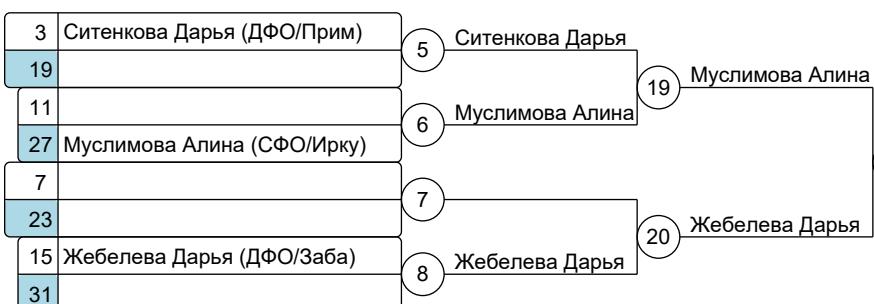 3 Ситенкова Дарья (ДФО/Прим)
19
5 Ситенкова Дарья
11
27 Муслимова Алина (СФО/Ирку)
6 Муслимова Алина
19 Муслимова Алина
7
23
7
15 Жебелева Дарья (ДФО/Заба)
31
8 Жебелева Дарья
20 Жебелева Дарья